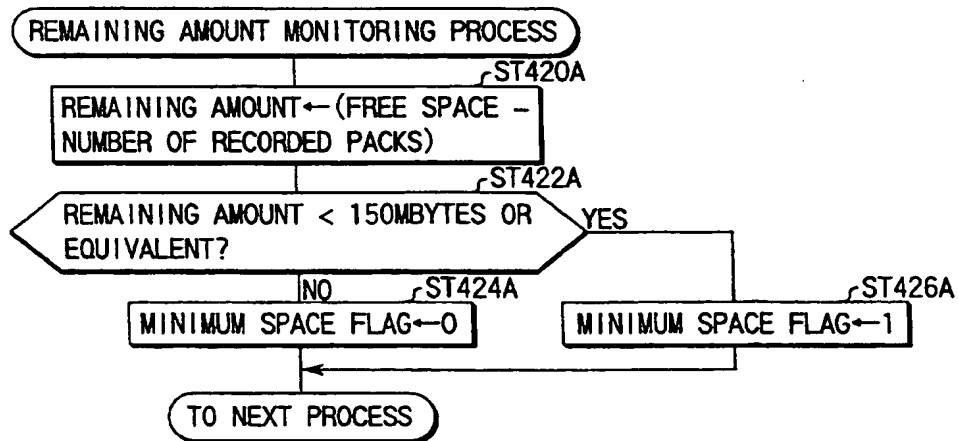 REMAINING AMOUNT MONITORING PROCESS
ST420A
REMAINING AMOUNT←(FREE SPACE –
NUMBER OF RECORDED PACKS)
ST422A
REMAINING AMOUNT < 150MBYTES OR
EQUIVALENT?
YES
NO
ST424A
ST426A
MINIMUM SPACE FLAG←0
MINIMUM SPACE FLAG←1
TO NEXT PROCESS